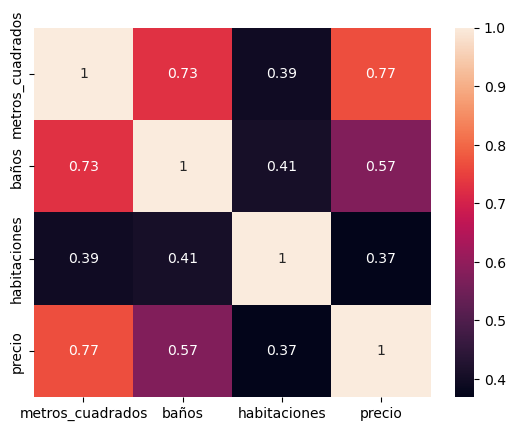 metros_cuadrados 1 0.73 0.39 0.77
baños 0.73 1 0.41 0.57
habitaciones 0.39 0.41 1 0.37
precio 0.77 0.57 0.37 1
metros_cuadrados baños habitaciones precio
1.0
0.9
0.8
0.7
0.6
0.5
0.4